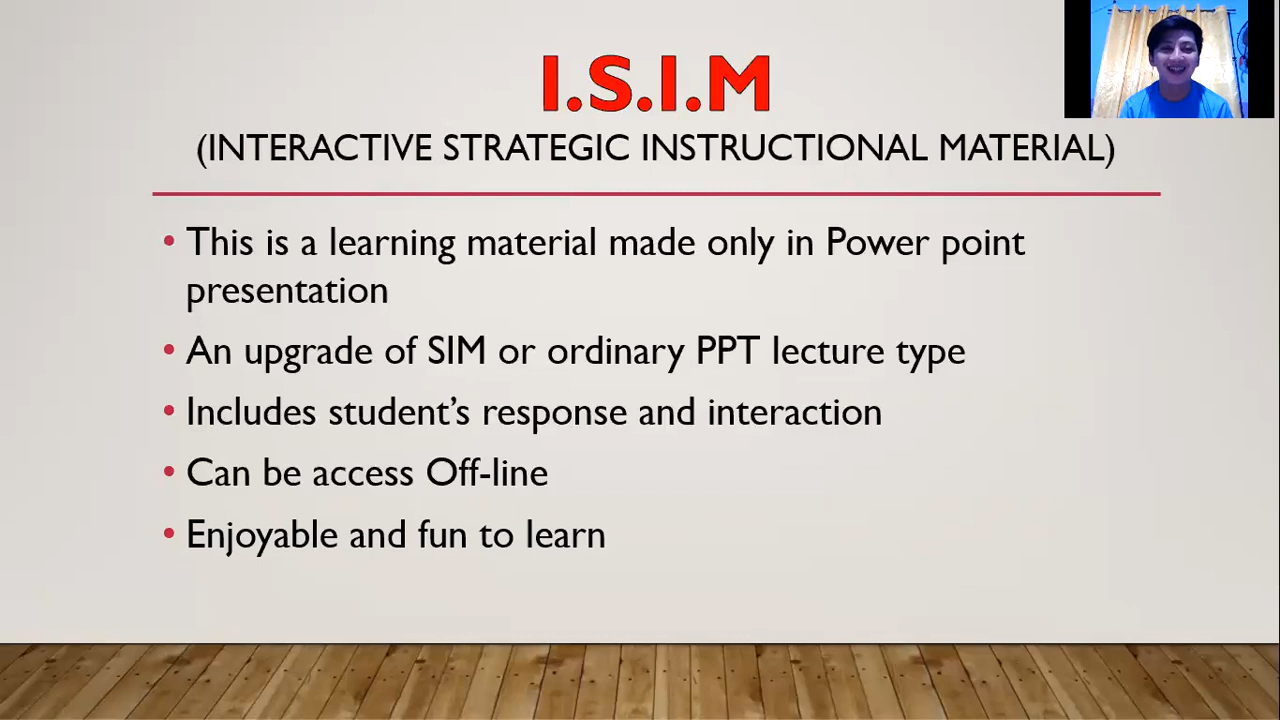 I.S.I.M
(INTERACTIVE STRATEGIC INSTRUCTIONAL MATERIAL)
• This is a learning material made only in Power point
presentation
• An upgrade of SIM or ordinary PPT lecture type
• Includes student’s response and interaction
• Can be access Off-line
• Enjoyable and fun to learn